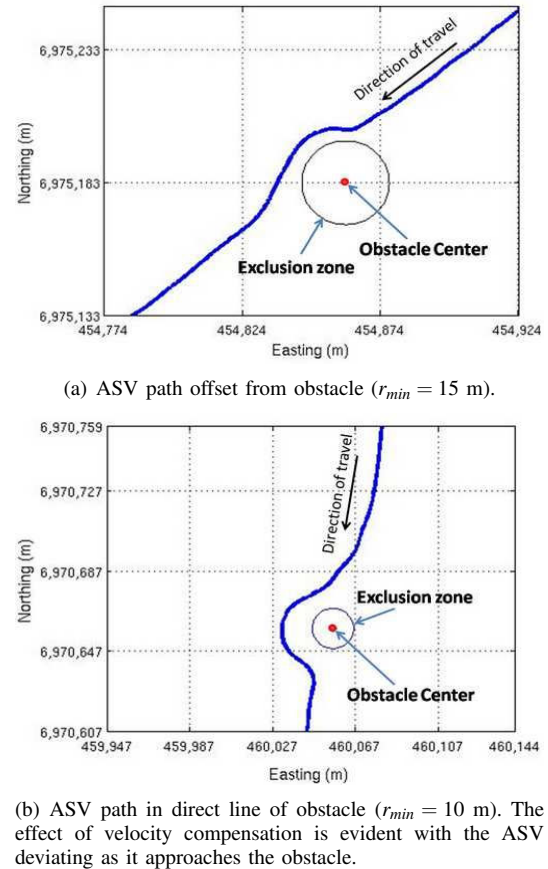 6,975,233
Direction of travel
Northing (m)
6,975,183
Obstacle Center
Exclusion zone
6,975,133
454,774 454,824 454,874 454,924
Easting (m)
(a) ASV path offset from obstacle (r_min = 15 m).
6,970,759
6,970,727
Direction of travel
6,970,687
Northing (m)
Exclusion zone
6,970,647
Obstacle Center
6,970,607
459,947 459,987 460,027 460,067 460,107 460,144
Easting (m)
(b) ASV path in direct line of obstacle (r_min = 10 m). The
effect of velocity compensation is evident with the ASV
deviating as it approaches the obstacle.